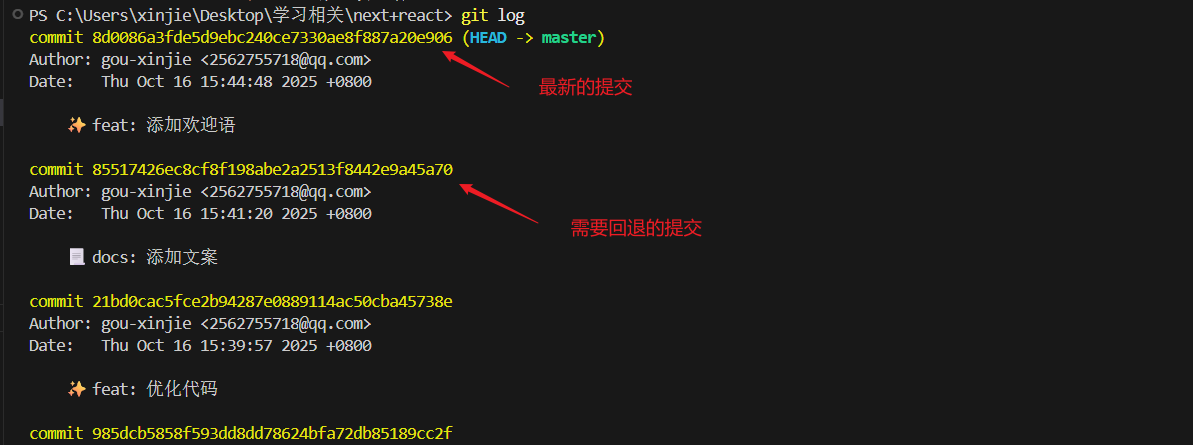 PS C:\Users\xinjie\Desktop\学习相关\next+react> git log
commit 8d0086a3fde5d9ebc240ce7330ae8f887a20e906 (HEAD -> master)
Author: gou-xinjie <2562755718@qq.com>
Date:   Thu Oct 16 15:44:48 2025 +0800
最新的提交
✨ feat: 添加欢迎语
commit 85517426ec8cf8f198abe2a2513f8442e9a45a70
Author: gou-xinjie <2562755718@qq.com>
Date:   Thu Oct 16 15:41:20 2025 +0800
需要回退的提交
📃 docs: 添加文案
commit 21bd0cac5fce2b94287e0889114ac50cba45738e
Author: gou-xinjie <2562755718@qq.com>
Date:   Thu Oct 16 15:39:57 2025 +0800
✨ feat: 优化代码
commit 985dcb5858f593dd8dd78624bfa72db85189cc2f